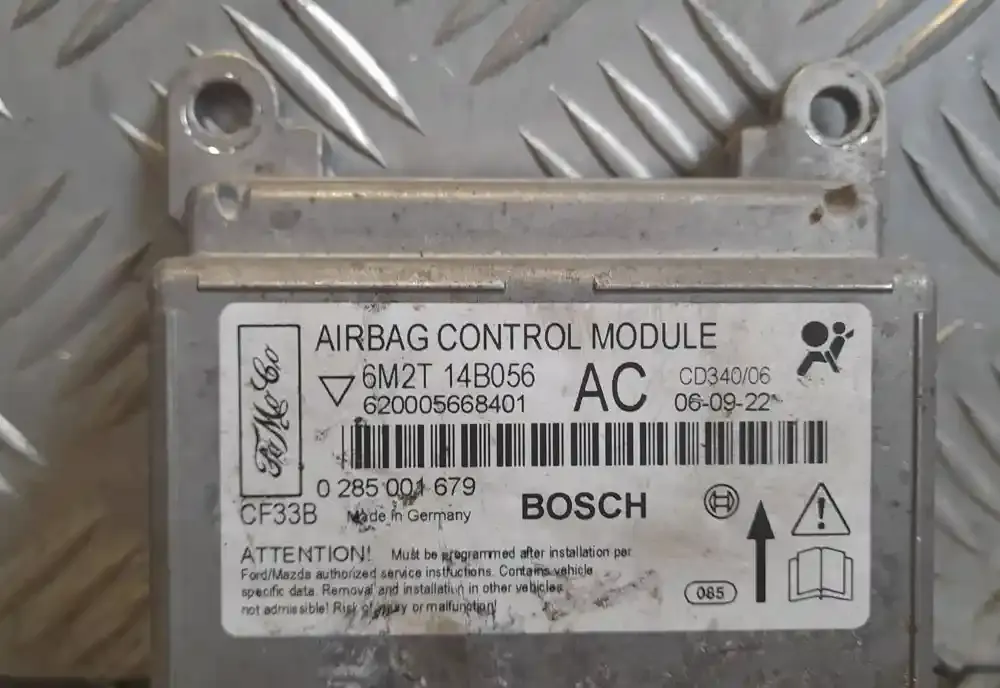 AIRBAG CONTROL MODULE
FoMoCo
6M2T 14B056 AC CD340/06
620005668401 06-09-22
0 285 001 679
CF33B Made in Germany BOSCH
ATTENTION! Must be programmed after installation per
Ford/Mazda authorized service instructions. Contains vehicle
specific data. Removal and installation in other vehicles
not admissible! Risk of injury or malfunction!
085